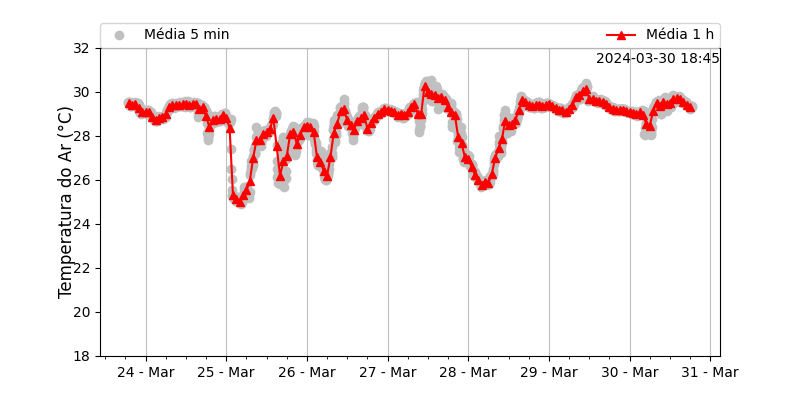 Média 5 min
Média 1 h
2024-03-30 18:45
Temperatura do Ar (°C)
32
30
28
26
24
22
20
18
24 - Mar
25 - Mar
26 - Mar
27 - Mar
28 - Mar
29 - Mar
30 - Mar
31 - Mar